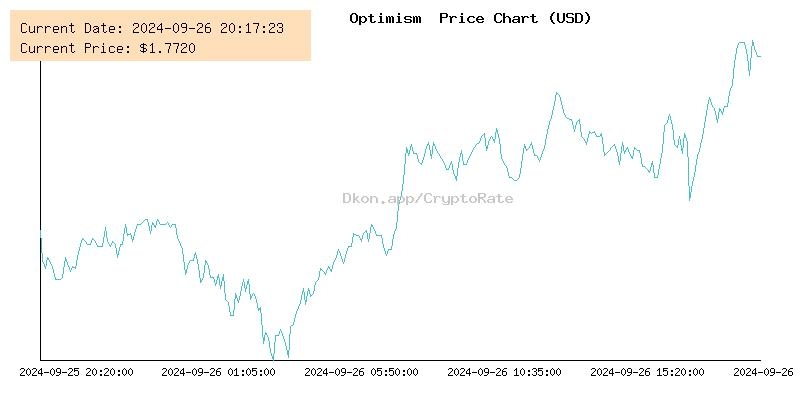 Optimism  Price Chart (USD)
Current Date: 2024-09-26 20:17:23
Current Price: $1.7720
Dkon.app/CryptoRate
2024-09-25 20:20:00 2024-09-26 01:05:00 2024-09-26 05:50:00 2024-09-26 10:35:00 2024-09-26 15:20:00 2024-09-26